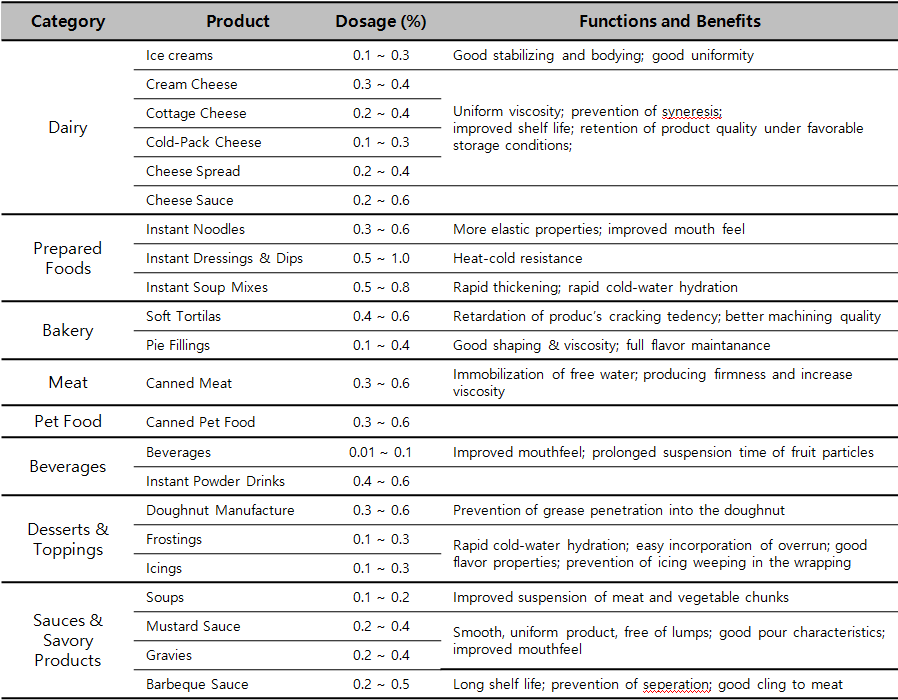 Category Product Dosage (%) Functions and Benefits
Dairy
Ice creams 0.1 ~ 0.3 Good stabilizing and bodying; good uniformity
Cream Cheese 0.3 ~ 0.4
Cottage Cheese 0.2 ~ 0.4
Cold-Pack Cheese 0.1 ~ 0.3
Cheese Spread 0.2 ~ 0.4
Uniform viscosity; prevention of syneresis;
improved shelf life; retention of product quality under favorable
storage conditions;
Cheese Sauce 0.2 ~ 0.6
Prepared
Foods
Instant Noodles 0.3 ~ 0.6 More elastic properties; improved mouth feel
Instant Dressings & Dips 0.5 ~ 1.0 Heat-cold resistance
Instant Soup Mixes 0.5 ~ 0.8 Rapid thickening; rapid cold-water hydration
Bakery
Soft Tortilas 0.4 ~ 0.6 Retardation of produc's cracking tedency; better machining quality
Pie Fillings 0.1 ~ 0.4 Good shaping & viscosity; full flavor maintanance
Meat
Canned Meat 0.3 ~ 0.6
Immobilization of free water; producing firmness and increase
viscosity
Pet Food Canned Pet Food 0.3 ~ 0.6
Beverages
Beverages 0.01 ~ 0.1 Improved mouthfeel; prolonged suspension time of fruit particles
Instant Powder Drinks 0.4 ~ 0.6
Desserts &
Toppings
Doughnut Manufacture 0.3 ~ 0.6 Prevention of grease penetration into the doughnut
Frostings 0.1 ~ 0.3
Icings 0.1 ~ 0.3
Rapid cold-water hydration; easy incorporation of overrun; good
flavor properties; prevention of icing weeping in the wrapping
Sauces &
Savory
Products
Soups 0.1 ~ 0.2 Improved suspension of meat and vegetable chunks
Mustard Sauce 0.2 ~ 0.4
Gravies 0.2 ~ 0.4
Smooth, uniform product, free of lumps; good pour characteristics;
improved mouthfeel
Barbeque Sauce 0.2 ~ 0.5 Long shelf life; prevention of seperation; good cling to meat